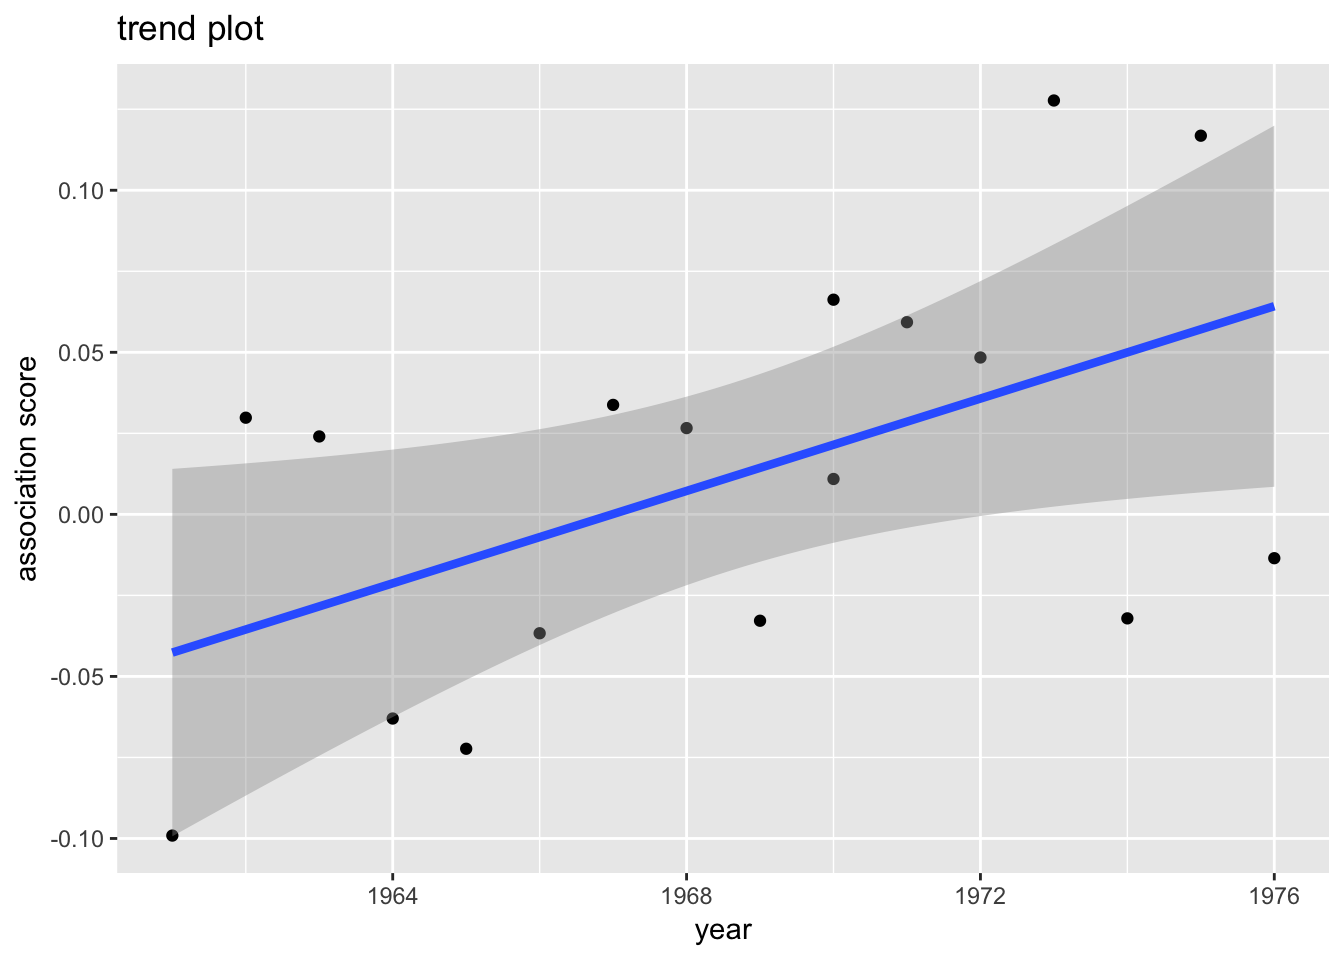 trend plot
association score
0.10
0.05
0.00
-0.05
-0.10
1964 1968 1972 1976
year